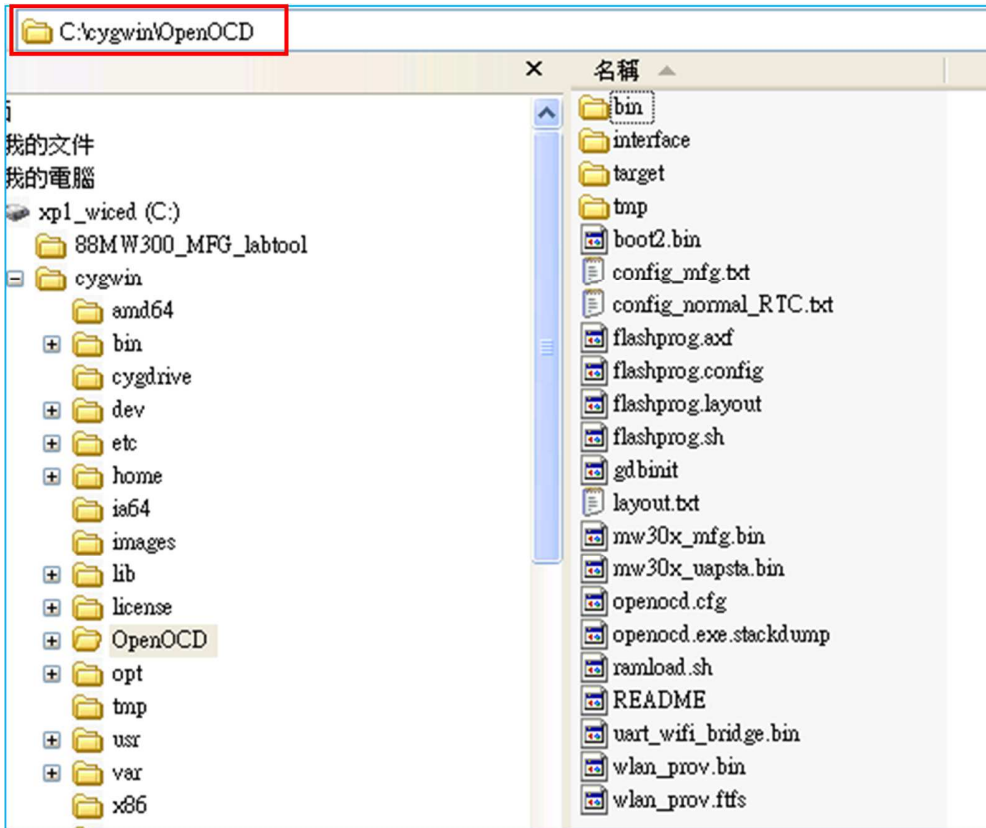 C:\cygwin\OpenOCD
名稱
我的文件
我的電腦
xp1_wiced (C:)
88MW300_MFG_labtool
cygwin
amd64
bin
cygdrive
dev
etc
home
ia64
images
lib
license
OpenOCD
opt
tmp
usr
var
x86
bin
interface
target
tmp
boot2.bin
config_mfg.txt
config_normal_RTC.txt
flashprog.axf
flashprog.config
flashprog.layout
flashprog.sh
gdbinit
layout.txt
mw30x_mfg.bin
mw30x_uapsta.bin
openocd.cfg
openocd.exe.stackdump
ramload.sh
README
uart_wifi_bridge.bin
wlan_prov.bin
wlan_prov.ftfs